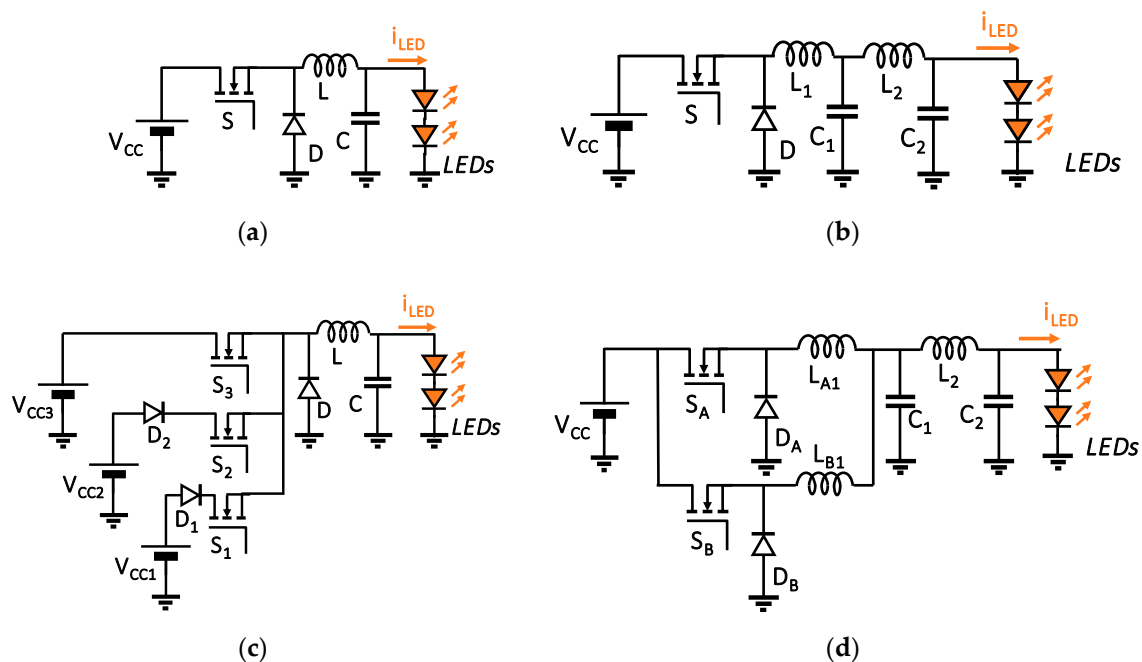 i_LED
L
S
V_CC
D
C
LEDs
(a)
i_LED
L_1
L_2
S
V_CC
D
C_1
C_2
LEDs
(b)
i_LED
L
S_3
V_CC3
D
C
LEDs
D_2
S_2
V_CC2
D_1
S_1
V_CC1
(c)
i_LED
L_A1
L_2
S_A
V_CC
D_A
C_1
C_2
LEDs
L_B1
S_B
D_B
(d)